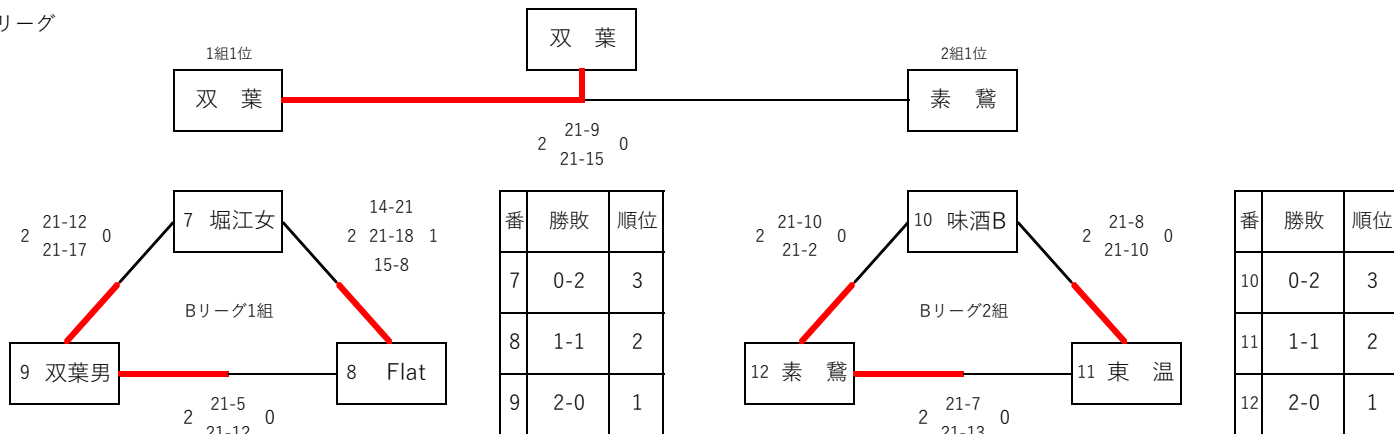 リーグ
双　葉
1組1位
2組1位
双　葉
素　鵞
21-9
2 0
21-15
7 堀江女
14-21
21-12
2 0
21-17
2 21-18 1
15-8
番 勝敗 順位
7 0-2 3
8 1-1 2
9 2-0 1
Bリーグ1組
9 双葉男
8 Flat
21-5
2 0
21-12
10 味酒B
21-10
2 0
21-2
21-8
2 0
21-10
番 勝敗 順位
10 0-2 3
11 1-1 2
12 2-0 1
Bリーグ2組
12 素　鵞
11 東　温
21-7
2 0
21-13